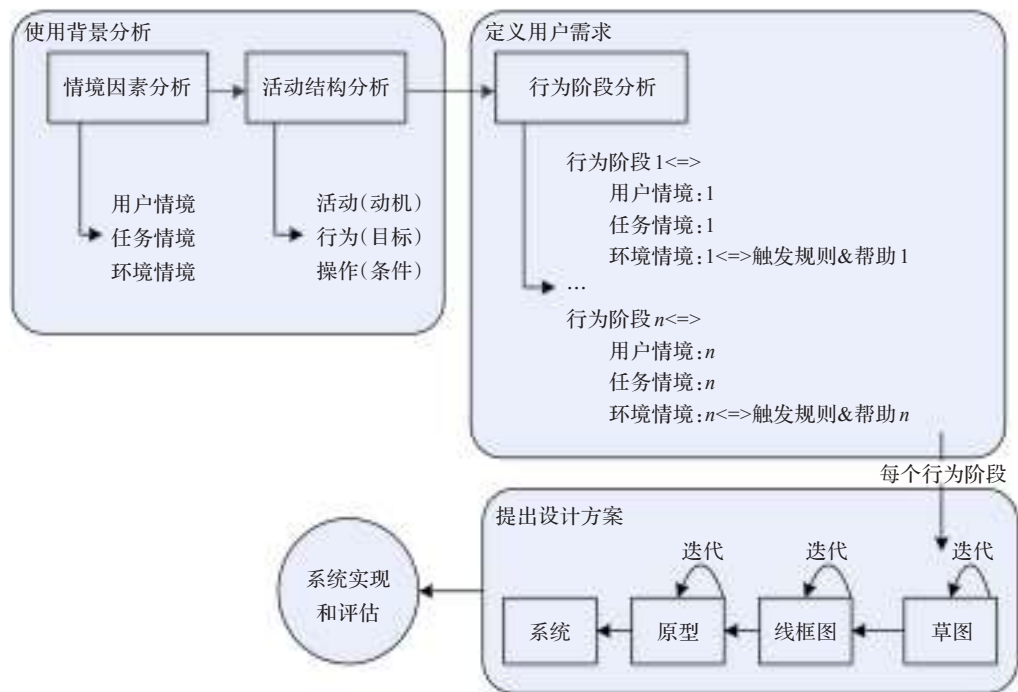 使用背景分析
情境因素分析
活动结构分析
用户情境
任务情境
环境情境
活动(动机)
行为(目标)
操作(条件)
定义用户需求
行为阶段分析
行为阶段1<=>
用户情境:1
任务情境:1
环境情境:1<=>触发规则&帮助1
…
行为阶段n<=>
用户情境:n
任务情境:n
环境情境:n<=>触发规则&帮助n
每个行为阶段
提出设计方案
迭代
迭代
迭代
系统
原型
线框图
草图
系统实现
和评估